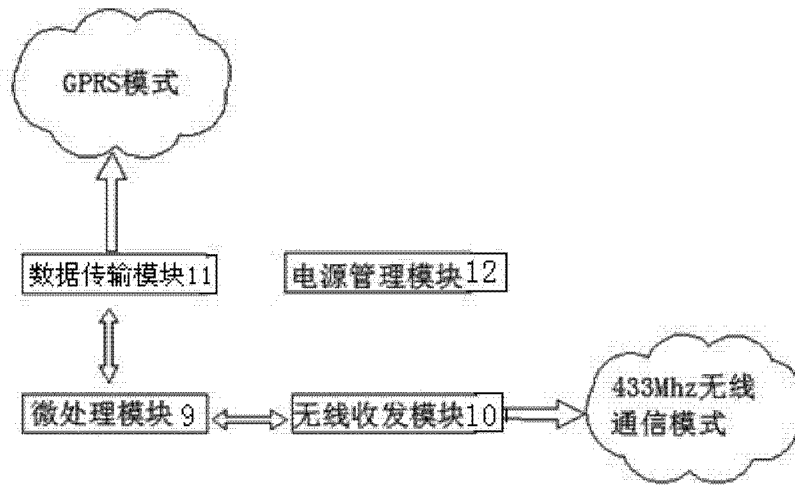 GPRS模式
数据传输模块11
电源管理模块12
微处理模块9
无线收发模块10
433Mhz无线
通信模式